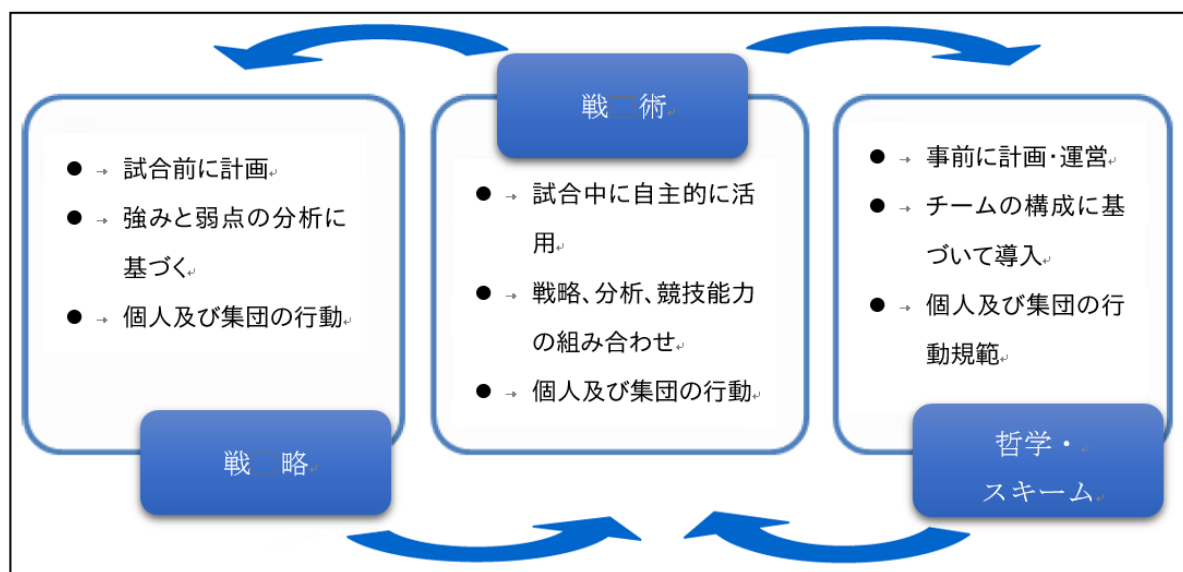 戦　術
● 試合前に計画
● 強みと弱点の分析に
基づく
● 個人及び集団の行動
戦　略
● 試合中に自主的に活
用
● 戦略、分析、競技能力
の組み合わせ
● 個人及び集団の行動
● 事前に計画・運営
● チームの構成に基
づいて導入
● 個人及び集団の行
動規範
哲学・
スキーム